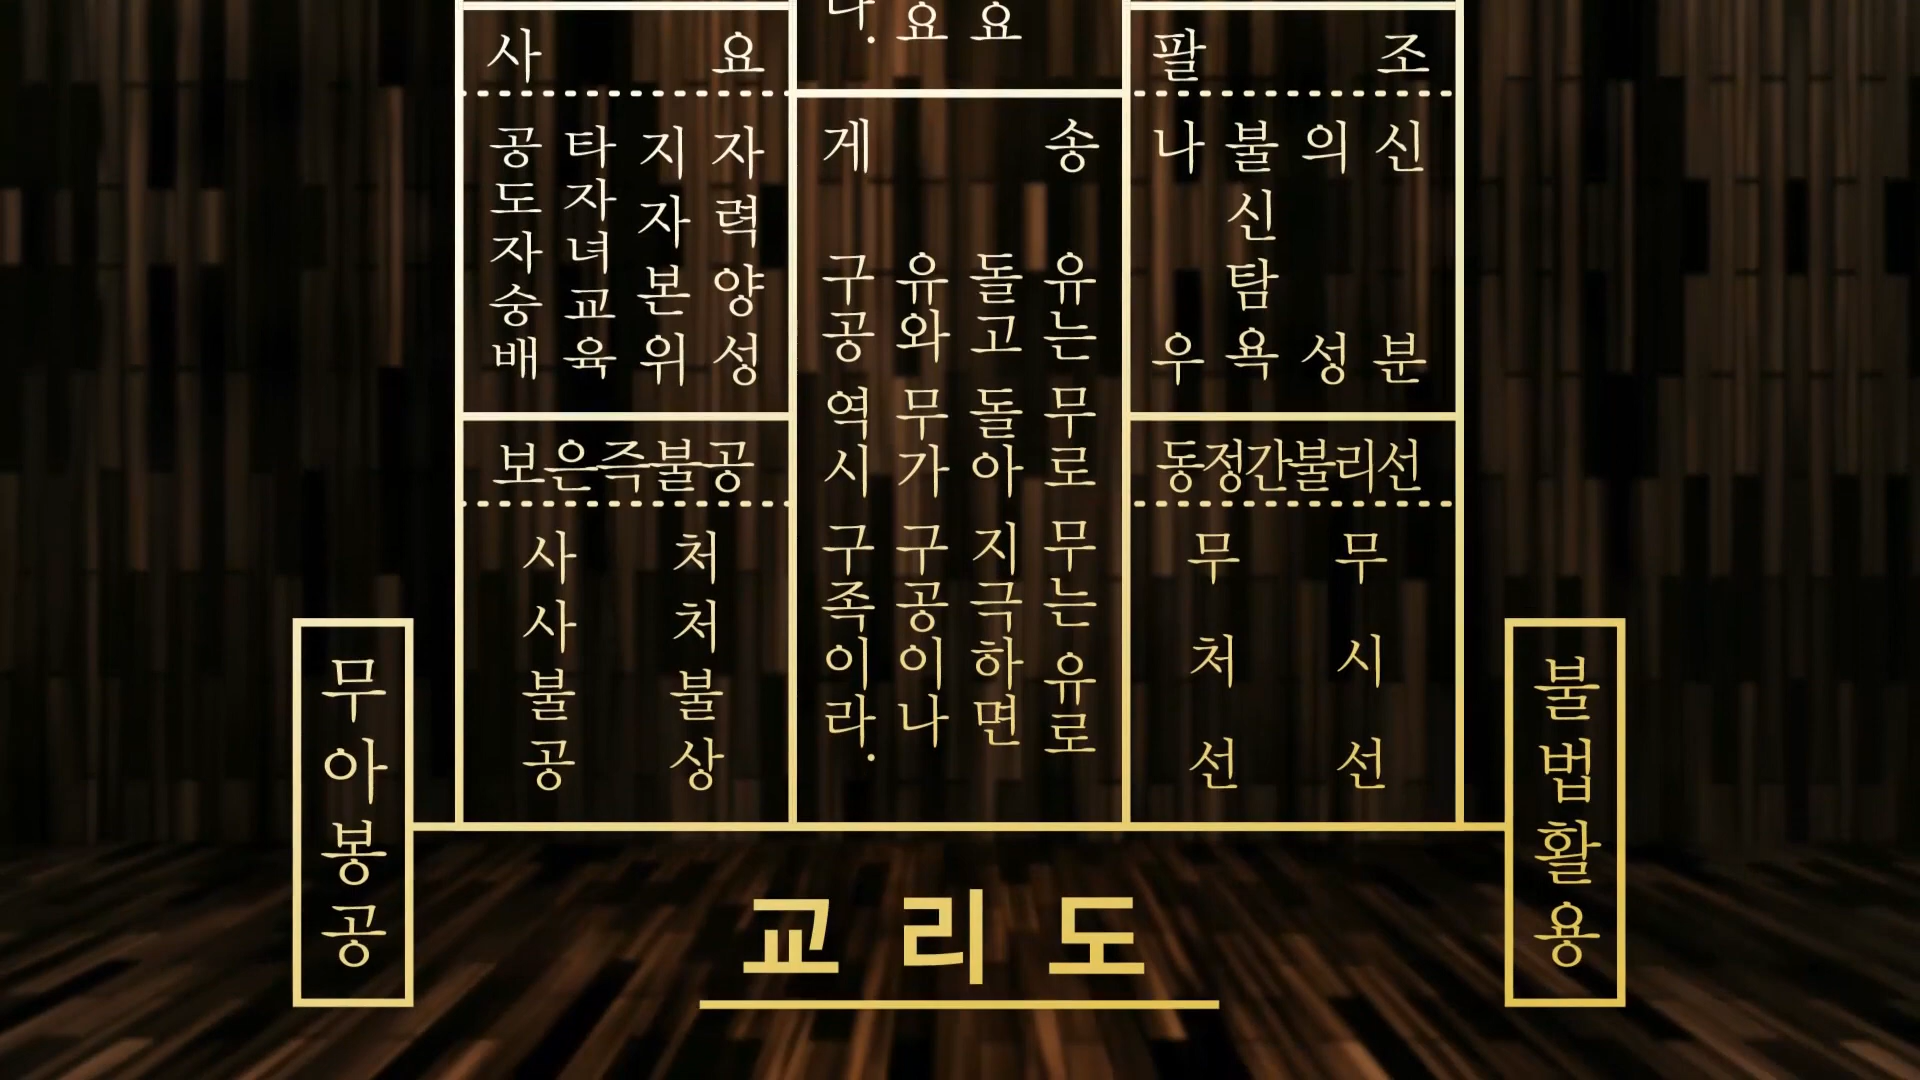 팔 조
신 분
의 성
불신탐욕
나 우
동정간불리선
무시선
무처선
게 송
유는 무로 무는 유로
돌고 돌아 지극하면
유와 무가 구공이나
구공 역시 구족이라.
사 요
자력양성
지자본위
타자녀교육
공도자숭배
보은즉불공
처처불상
사사불공
불법활용
무아봉공
교리도